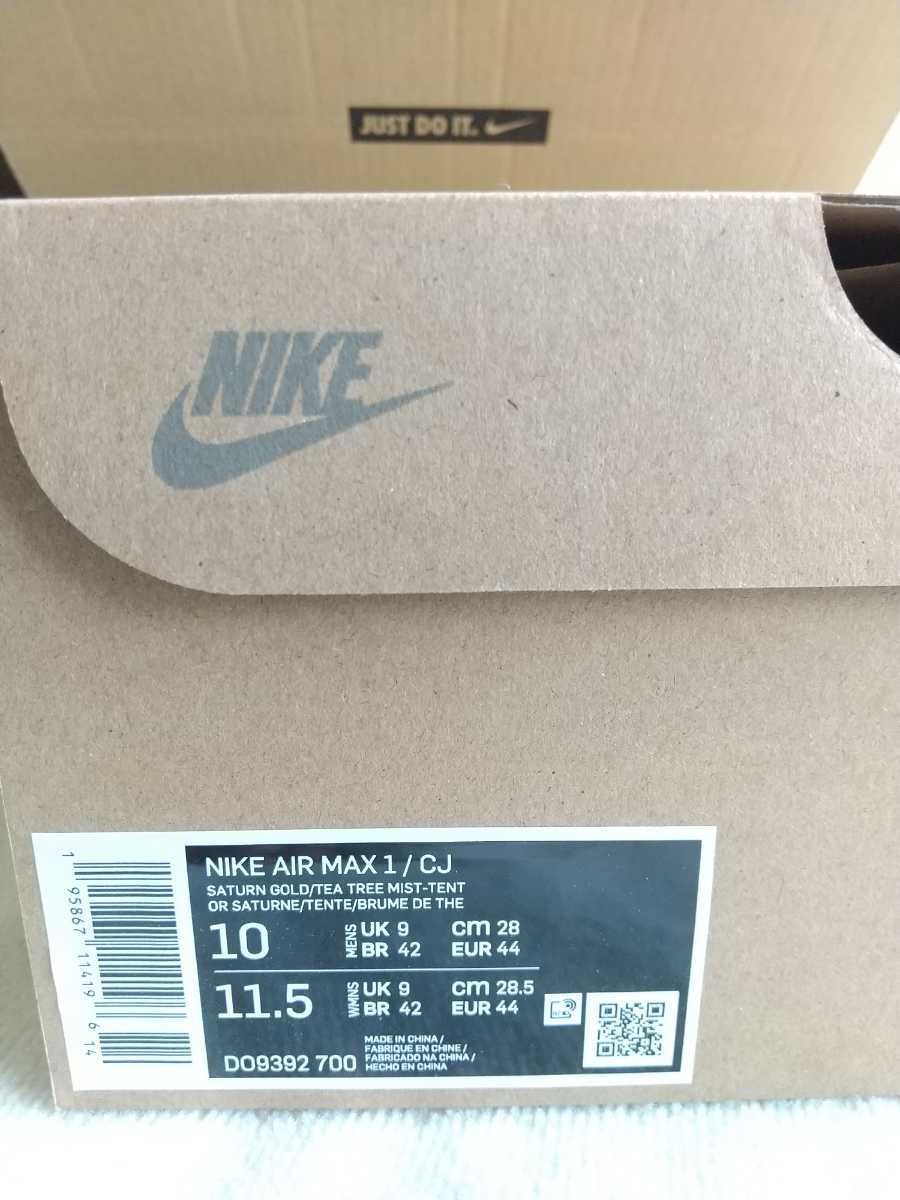 JUST DO IT.
NIKE
1 95867 11419 6 14
NIKE AIR MAX 1 / CJ
SATURN GOLD/TEA TREE MIST-TENT
OR SATURNE/TENTE/BRUME DE THE
10 MENS UK 9 cm 28
BR 42 EUR 44
11.5 WMNS UK 9 cm 28.5
BR 42 EUR 44
DO9392 700
MADE IN CHINA /
FABRIQUE EN CHINE /
FABRICADO NA CHINA /
HECHO EN CHINA